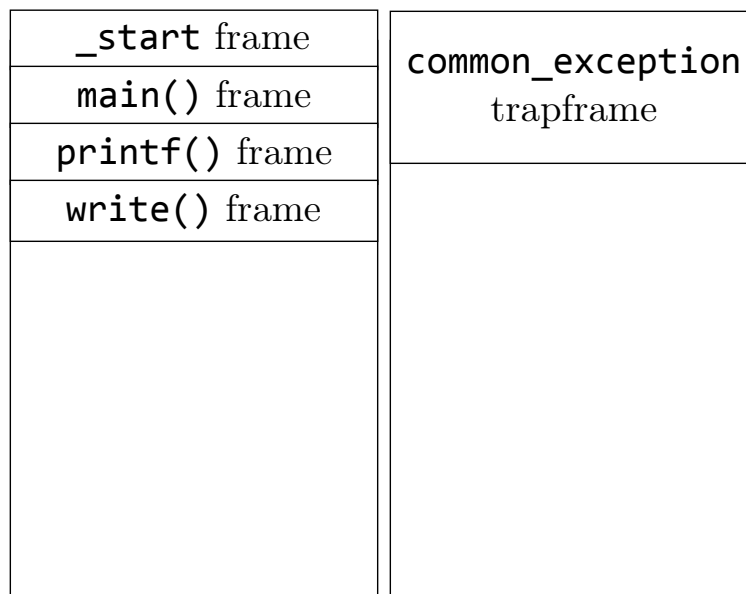 _start frame
main() frame
printf() frame
write() frame
common_exception
trapframe